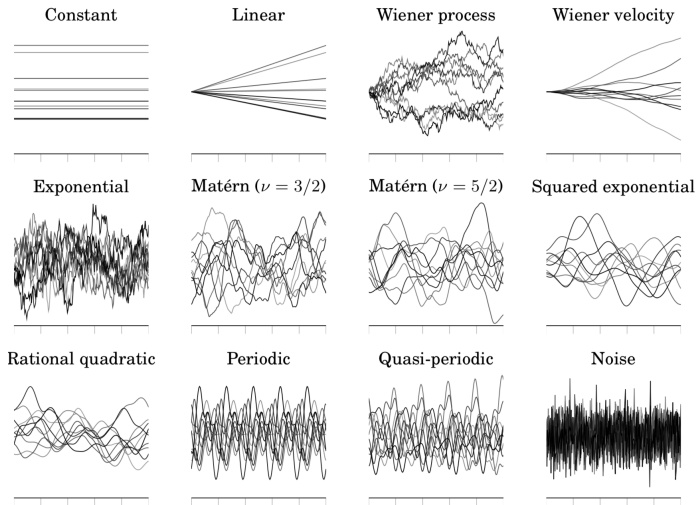 Constant
Linear
Wiener process
Wiener velocity
Exponential
Matérn (ν = 3/2)
Matérn (ν = 5/2)
Squared exponential
Rational quadratic
Periodic
Quasi-periodic
Noise